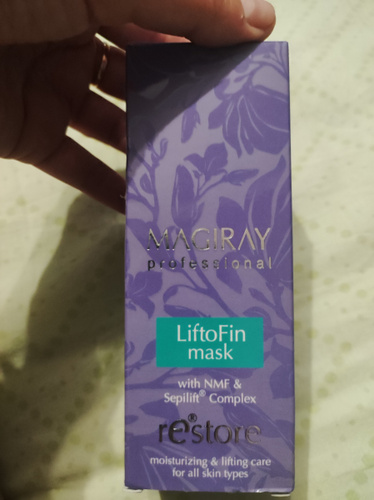 MAGIRAY
professional
LiftoFin
mask
with NMF &
Sepilift® Complex
re®store
moisturizing & lifting care
for all skin types